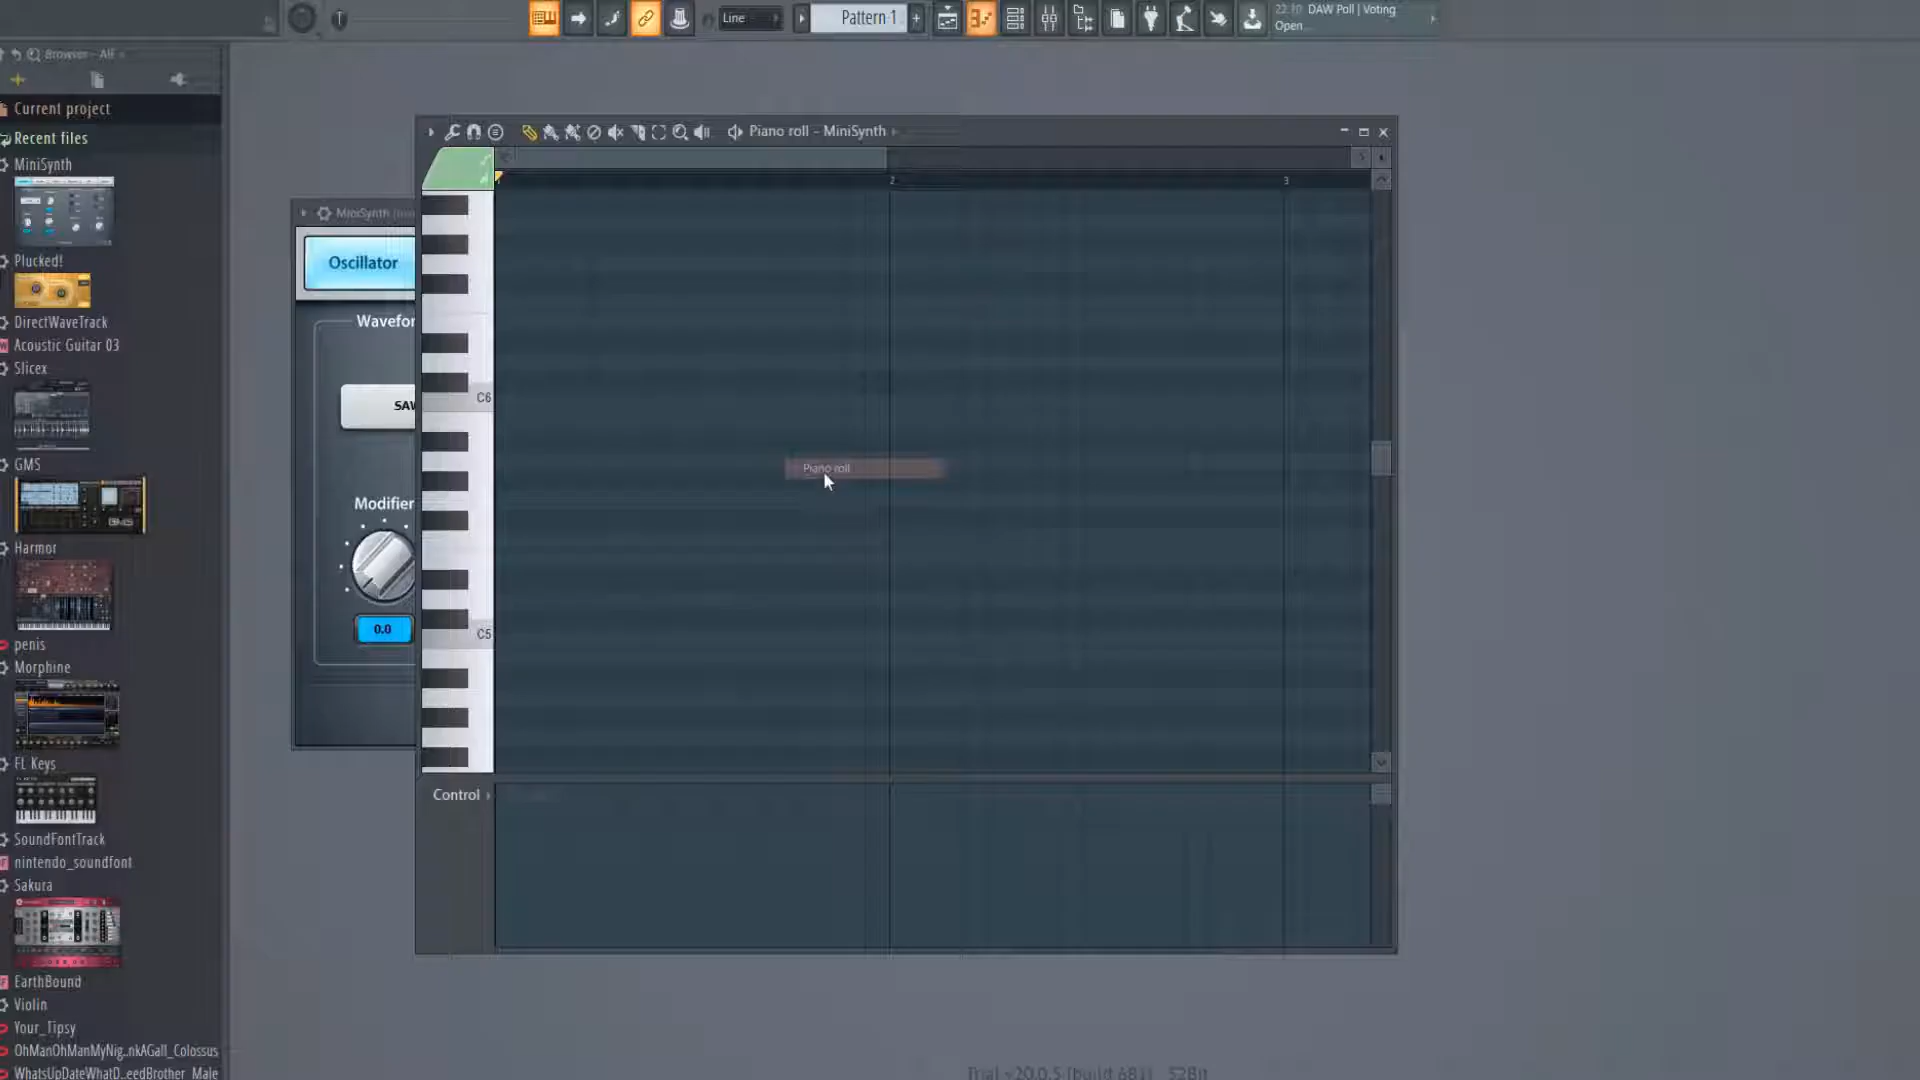 Line
Pattern 1
22.10 DAW Poll | Voting
Open...
Browser - All
Current project
Recent files
MiniSynth
Plucked!
DirectWaveTrack
Acoustic Guitar 03
Slicex
GMS
Harmor
penis
Morphine
FL Keys
SoundFontTrack
nintendo_soundfont
Sakura
EarthBound
Violin
Your_Tipsy
OhManOhManMyNig..nkAGall_Colossus
WhatsUpDateWhatD..eedBrother_Male
MiniSynth
Oscillator
Wavefor
SAW
Modifier
0.0
Piano roll - MiniSynth
2
3
C6
C5
Piano roll
Control